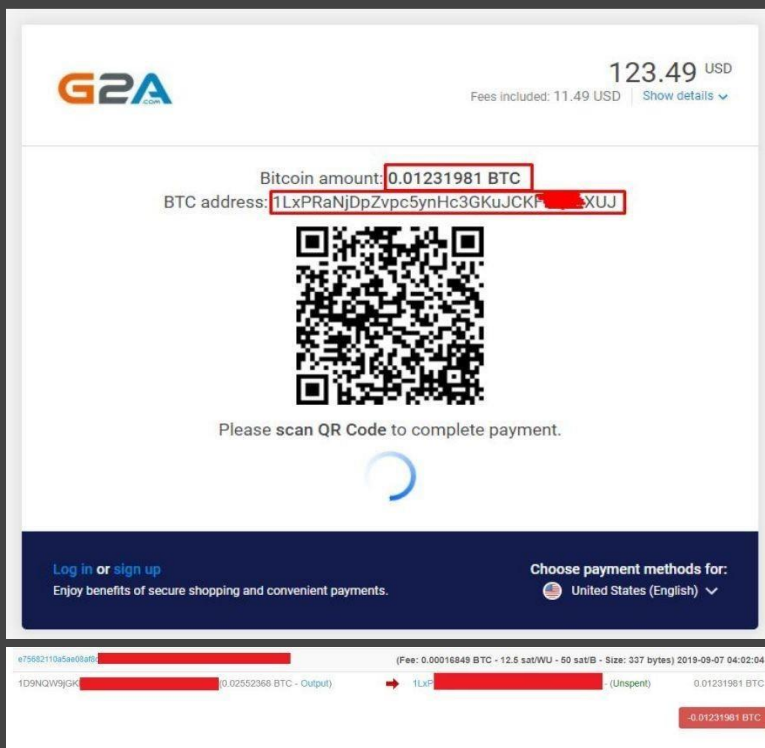 G2A
.COM
123.49 USD
Fees included: 11.49 USD Show details
Bitcoin amount: 0.01231981 BTC
BTC address: 1LxPRaNjDpZvpc5ynHc3GKuJCKF XUJ
Please scan QR Code to complete payment.
Log in or sign up
Enjoy benefits of secure shopping and convenient payments.
Choose payment methods for:
United States (English)
e75682110a5ae08af8 (Fee: 0.00016849 BTC - 12.5 sat/WU - 50 sat/B - Size: 337 bytes) 2019-09-07 04:02:04
1D9NQW9jGK (0.02552368 BTC - Output) 1LxP - (Unspent) 0.01231981 BTC
-0.01231981 BTC